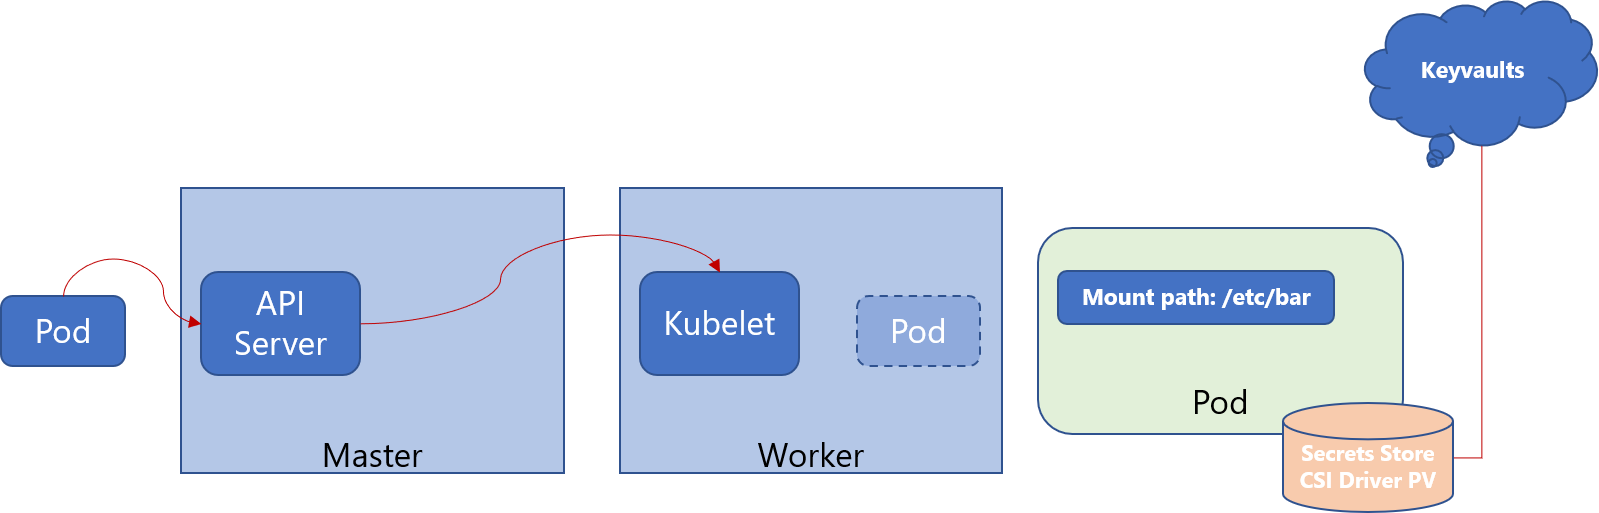 Keyvaults
Pod
API
Server
Master
Kubelet
Pod
Worker
Mount path: /etc/bar
Pod
Secrets Store
CSI Driver PV